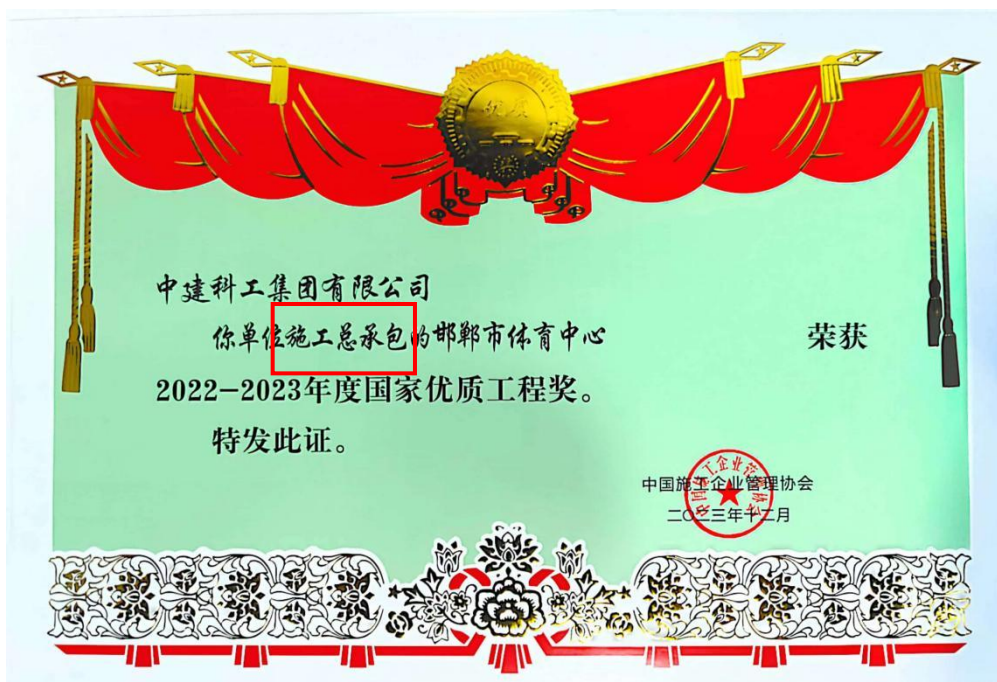 优质
中建科工集团有限公司
你单位施工总承包的邯郸市体育中心 荣获
2022-2023年度国家优质工程奖。
特发此证。
中国施工企业管理协会
二〇二三年十二月